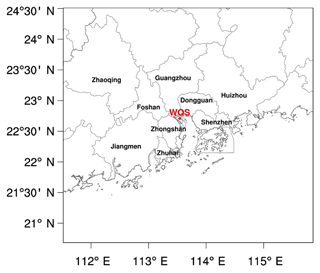 24°30' N
24° N
23°30' N
23° N
22°30' N
22° N
21°30' N
21° N
Zhaoqing
Guangzhou
Huizhou
Dongguan
Foshan
WQS
Shenzhen
Zhongshan
Jiangmen
Zhuhai
112° E
113° E
114° E
115° E